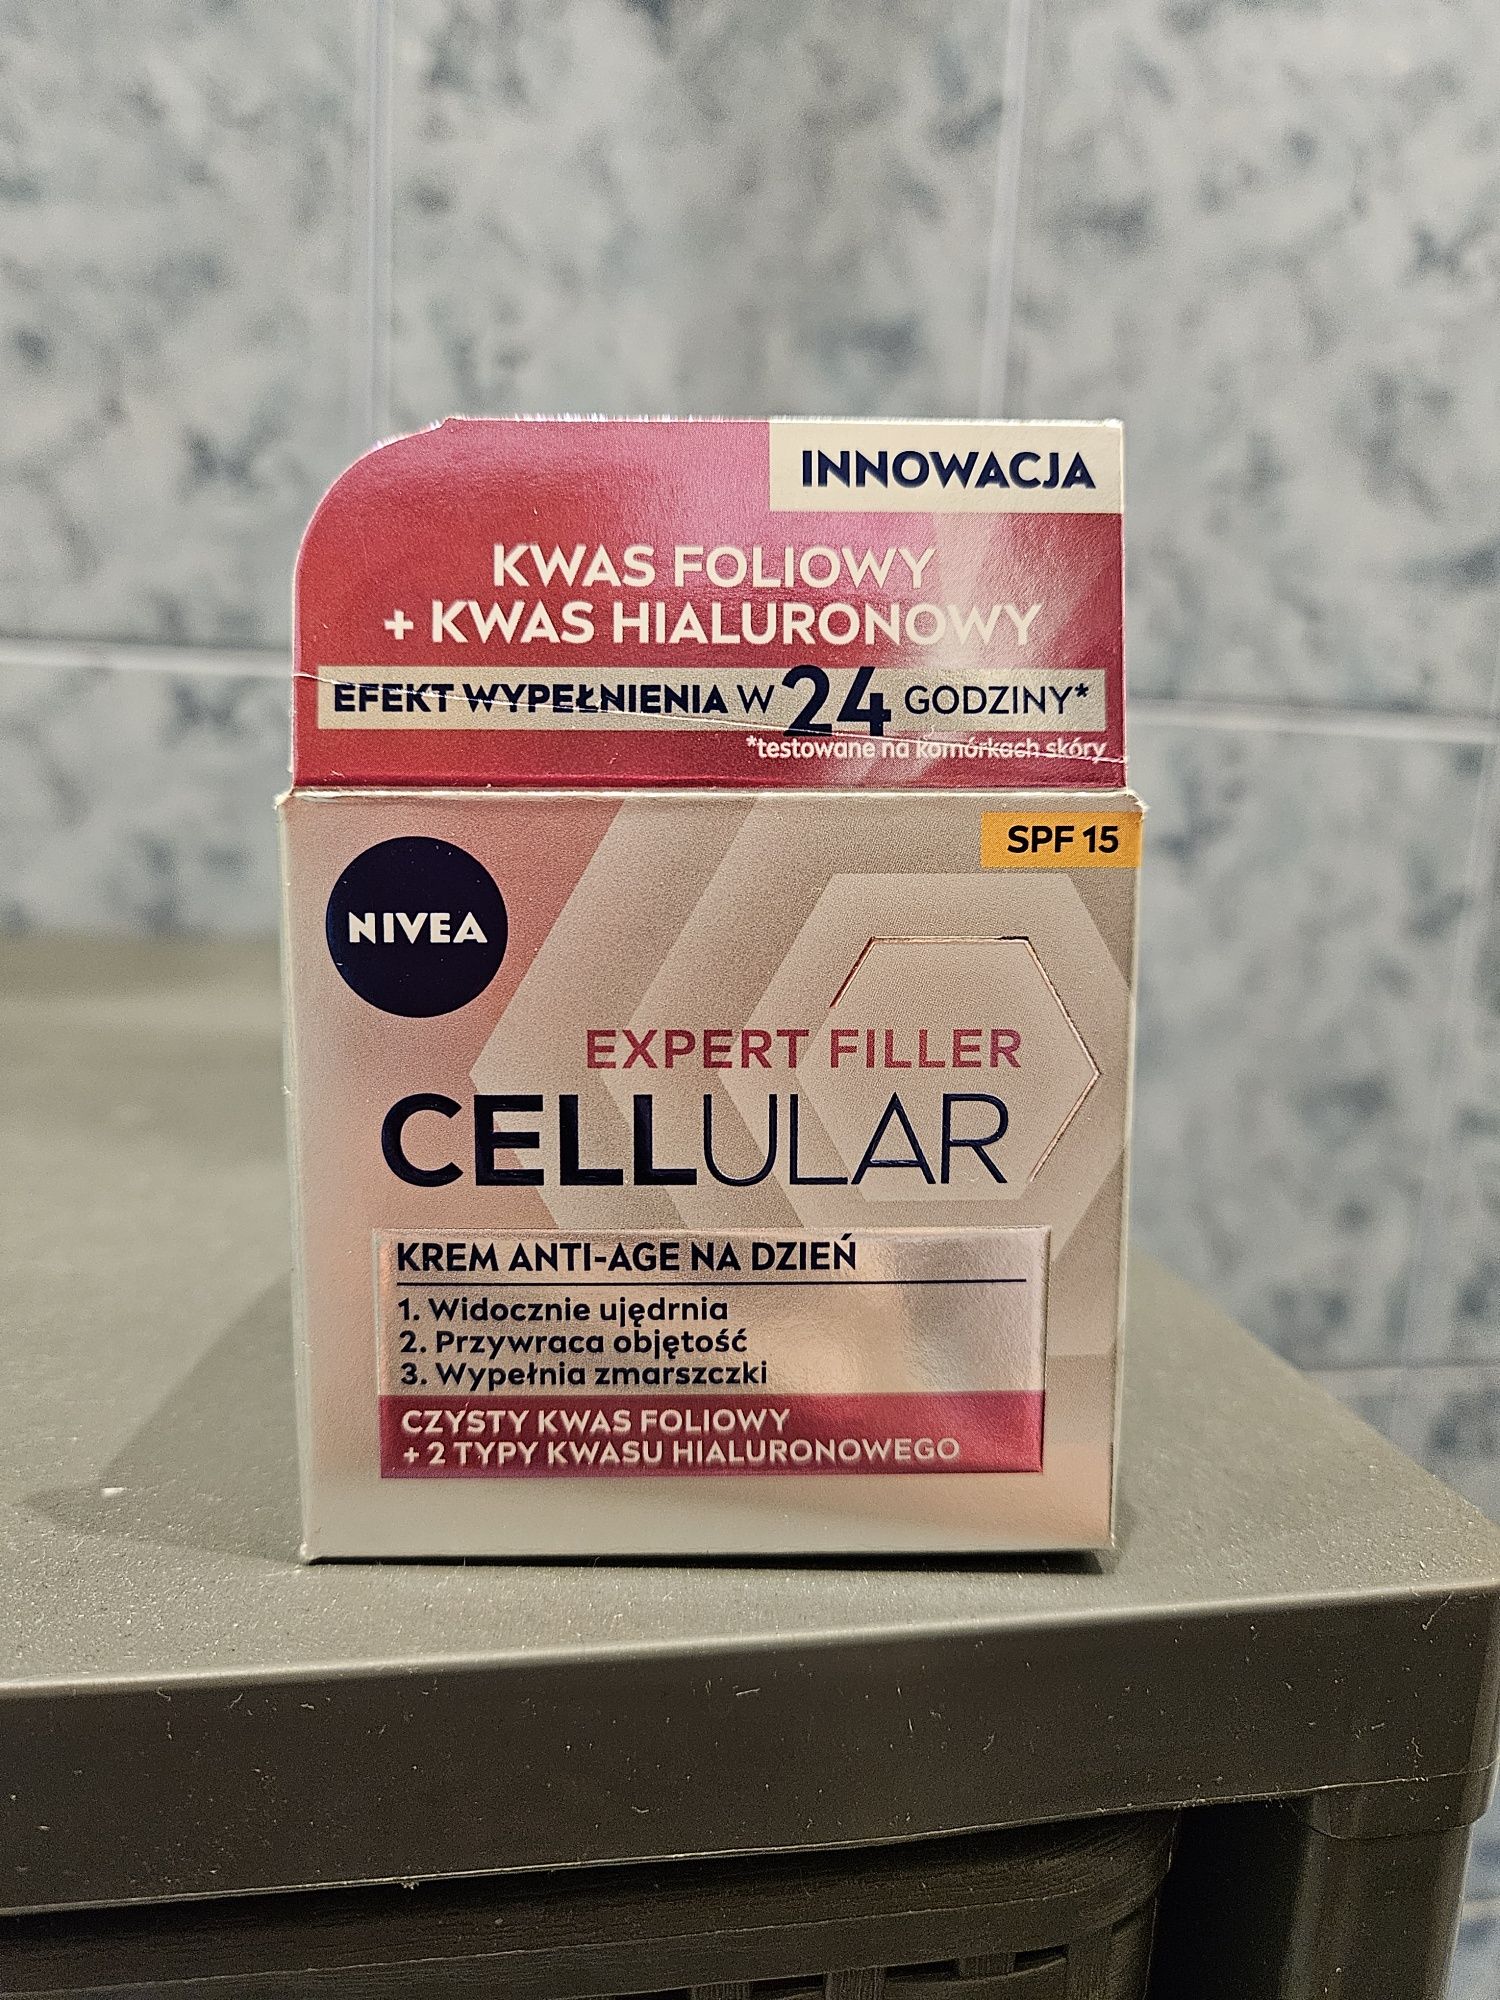 INNOWACJA
KWAS FOLIOWY
+ KWAS HIALURONOWY
EFEKT WYPEŁNIENIA W 24 GODZINY*
*testowane na komórkach skóry
SPF 15
NIVEA
EXPERT FILLER
CELLULAR
KREM ANTI-AGE NA DZIEŃ
1. Widocznie ujędrnia
2. Przywraca objętość
3. Wypełnia zmarszczki
CZYSTY KWAS FOLIOWY
+ 2 TYPY KWASU HIALURONOWEGO